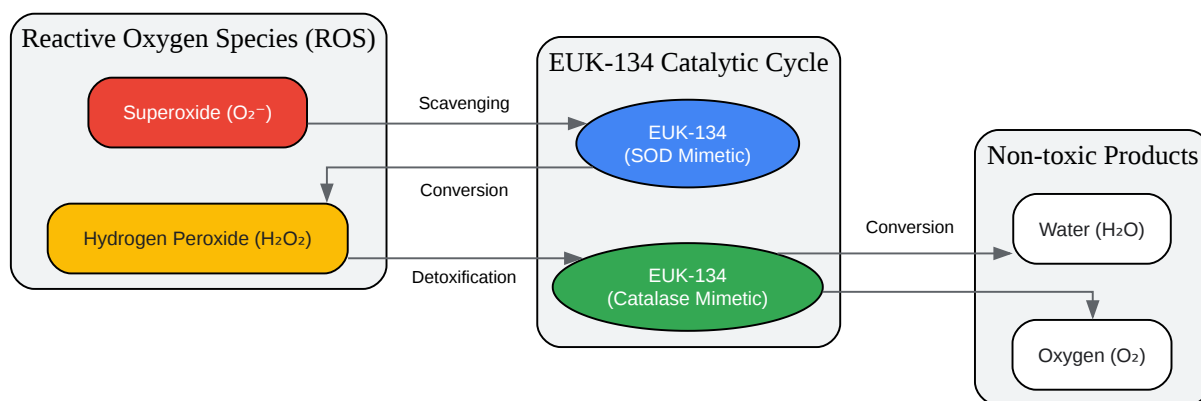 Reactive Oxygen Species (ROS)
Superoxide (O₂⁻)
Hydrogen Peroxide (H₂O₂)
Scavenging
Conversion
Detoxification
EUK-134 Catalytic Cycle
EUK-134
(SOD Mimetic)
EUK-134
(Catalase Mimetic)
Conversion
Non-toxic Products
Water (H₂O)
Oxygen (O₂)